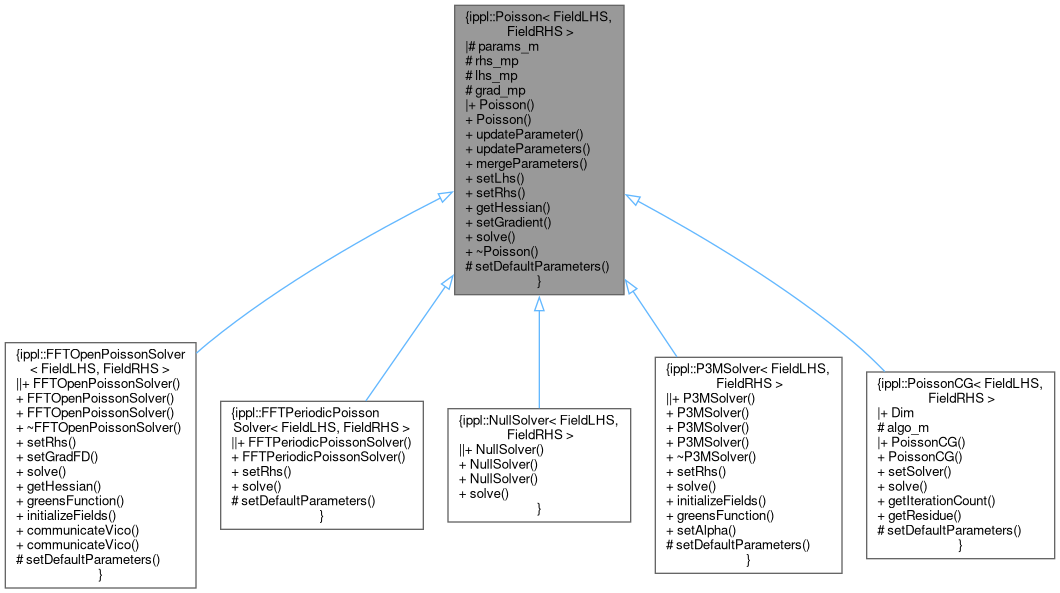 {ippl::Poisson< FieldLHS,
FieldRHS >
|# params_m
# rhs_mp
# lhs_mp
# grad_mp
|+ Poisson()
+ Poisson()
+ updateParameter()
+ updateParameters()
+ mergeParameters()
+ setLhs()
+ setRhs()
+ getHessian()
+ setGradient()
+ solve()
+ ~Poisson()
# setDefaultParameters()
}
{ippl::FFTOpenPoissonSolver
< FieldLHS, FieldRHS >
||+ FFTOpenPoissonSolver()
+ FFTOpenPoissonSolver()
+ FFTOpenPoissonSolver()
+ ~FFTOpenPoissonSolver()
+ setRhs()
+ setGradFD()
+ solve()
+ getHessian()
+ greensFunction()
+ initializeFields()
+ communicateVico()
+ communicateVico()
# setDefaultParameters()
}
{ippl::FFTPeriodicPoisson
Solver< FieldLHS, FieldRHS >
||+ FFTPeriodicPoissonSolver()
+ FFTPeriodicPoissonSolver()
+ setRhs()
+ solve()
# setDefaultParameters()
}
{ippl::NullSolver< FieldLHS,
FieldRHS >
||+ NullSolver()
+ NullSolver()
+ NullSolver()
+ solve()
}
{ippl::P3MSolver< FieldLHS,
FieldRHS >
||+ P3MSolver()
+ P3MSolver()
+ P3MSolver()
+ P3MSolver()
+ ~P3MSolver()
+ setRhs()
+ solve()
+ initializeFields()
+ greensFunction()
+ setAlpha()
# setDefaultParameters()
}
{ippl::PoissonCG< FieldLHS,
FieldRHS >
|+ Dim
# algo_m
|+ PoissonCG()
+ PoissonCG()
+ setSolver()
+ solve()
+ getIterationCount()
+ getResidue()
# setDefaultParameters()
}